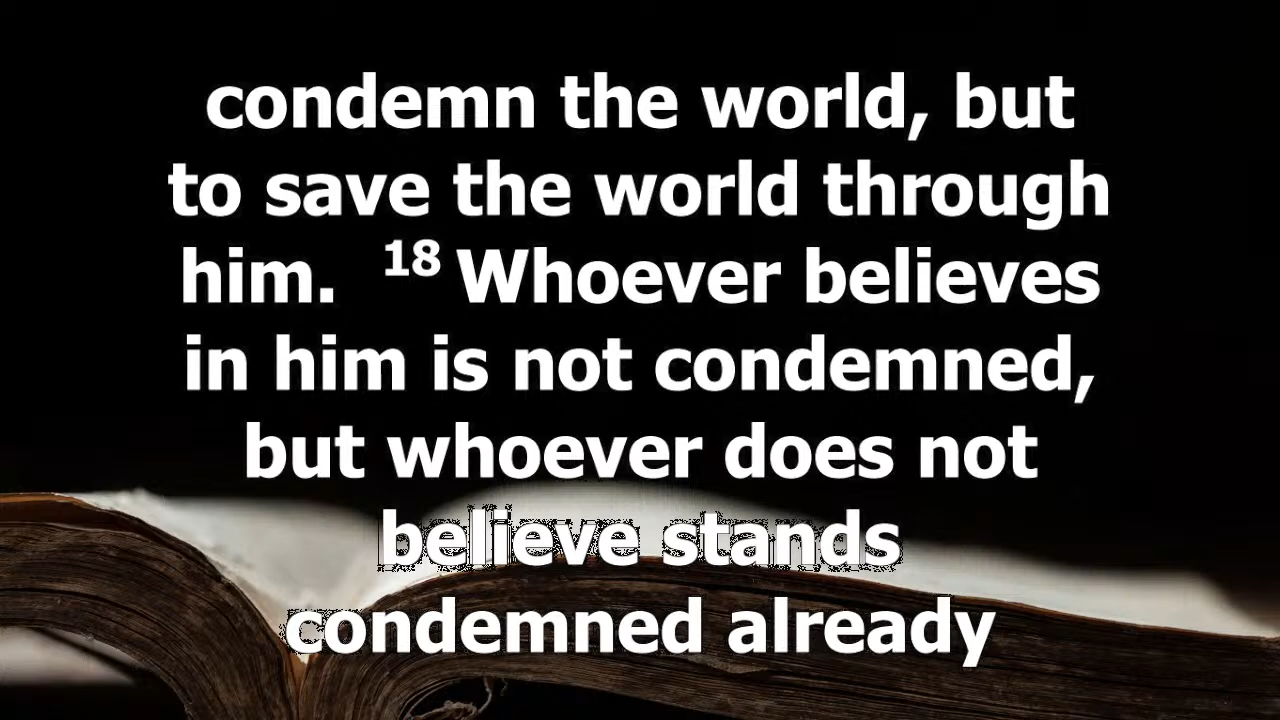 condemn the world, but
to save the world through
him. 18 Whoever believes
in him is not condemned,
but whoever does not
believe stands
condemned already